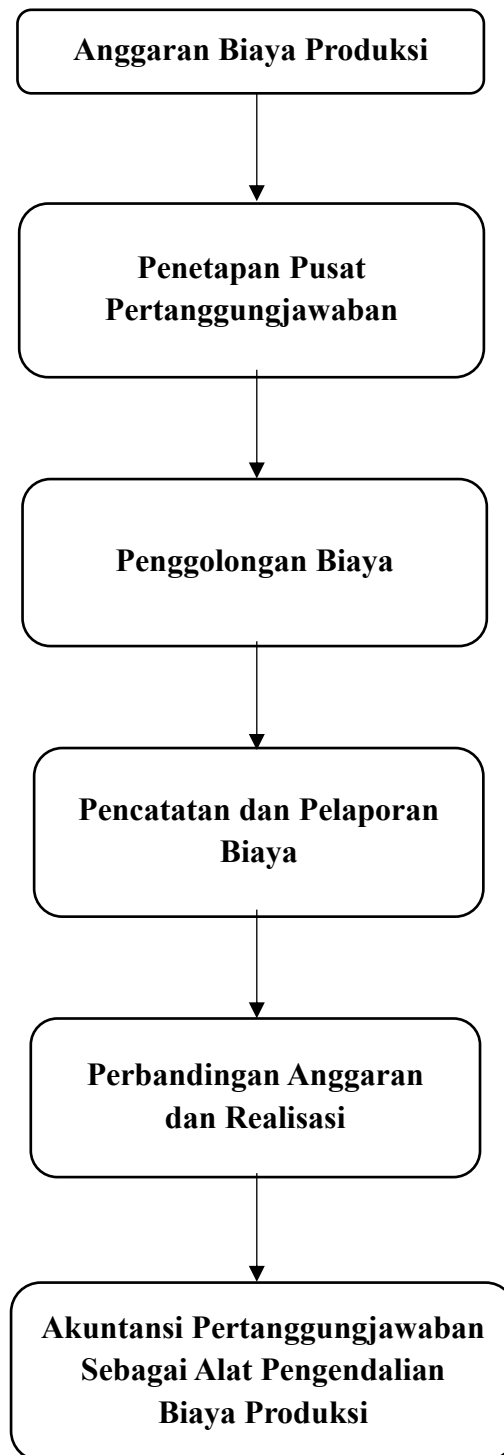 Anggaran Biaya Produksi
Penetapan Pusat
Pertanggungjawaban
Penggolongan Biaya
Pencatatan dan Pelaporan
Biaya
Perbandingan Anggaran
dan Realisasi
Akuntansi Pertanggungjawaban
Sebagai Alat Pengendalian
Biaya Produksi